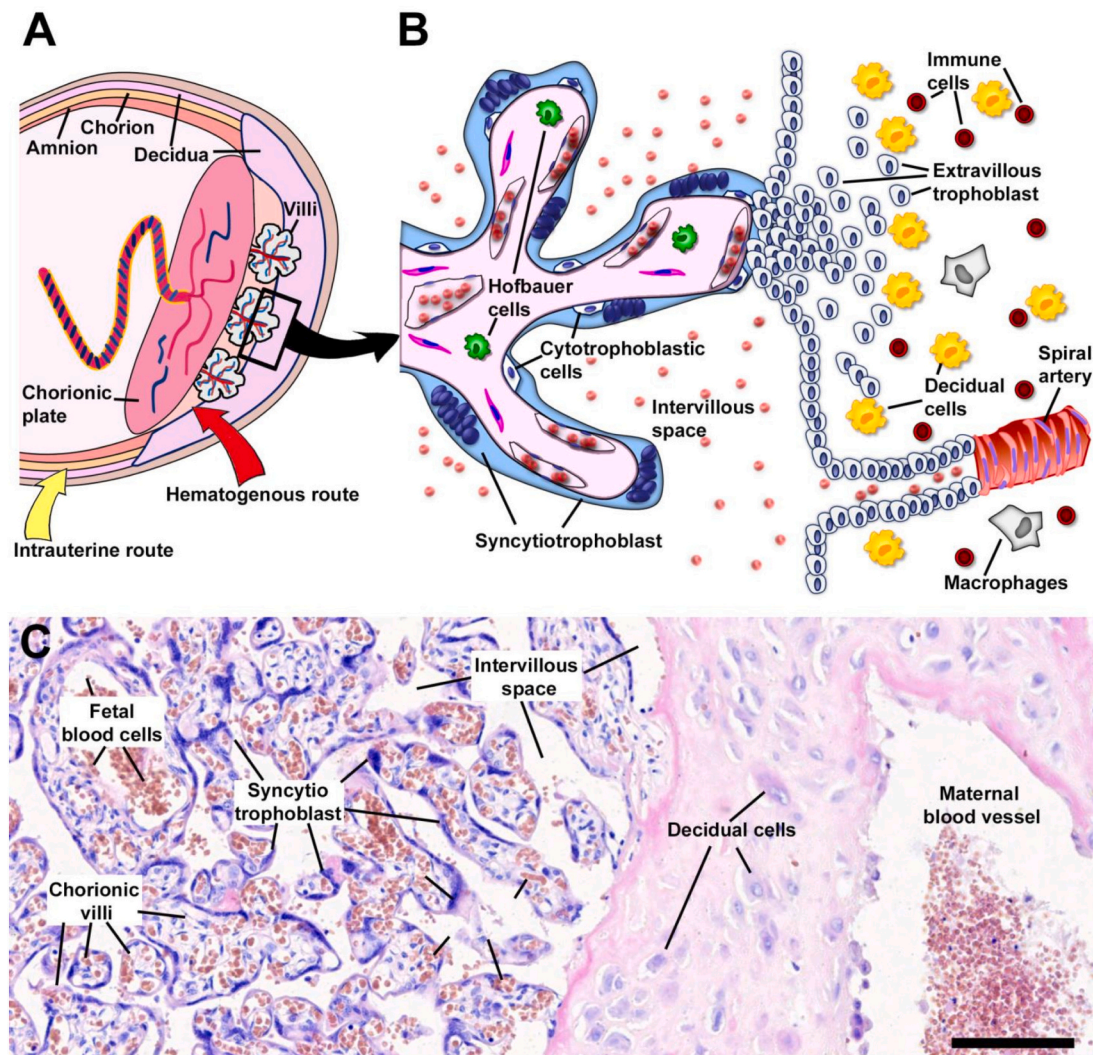 A
Chorion
Amnion
Decidua
Villi
Chorionic
plate
Hematogenous route
Intrauterine route
B
Immune
cells
Extravillous
trophoblast
Hofbauer
cells
Cytotrophoblastic
cells
Intervillous
space
Decidual
cells
Spiral
artery
Syncytiotrophoblast
Macrophages
C
Intervillous
space
Fetal
blood cells
Syncytio
trophoblast
Decidual cells
Maternal
blood vessel
Chorionic
villi